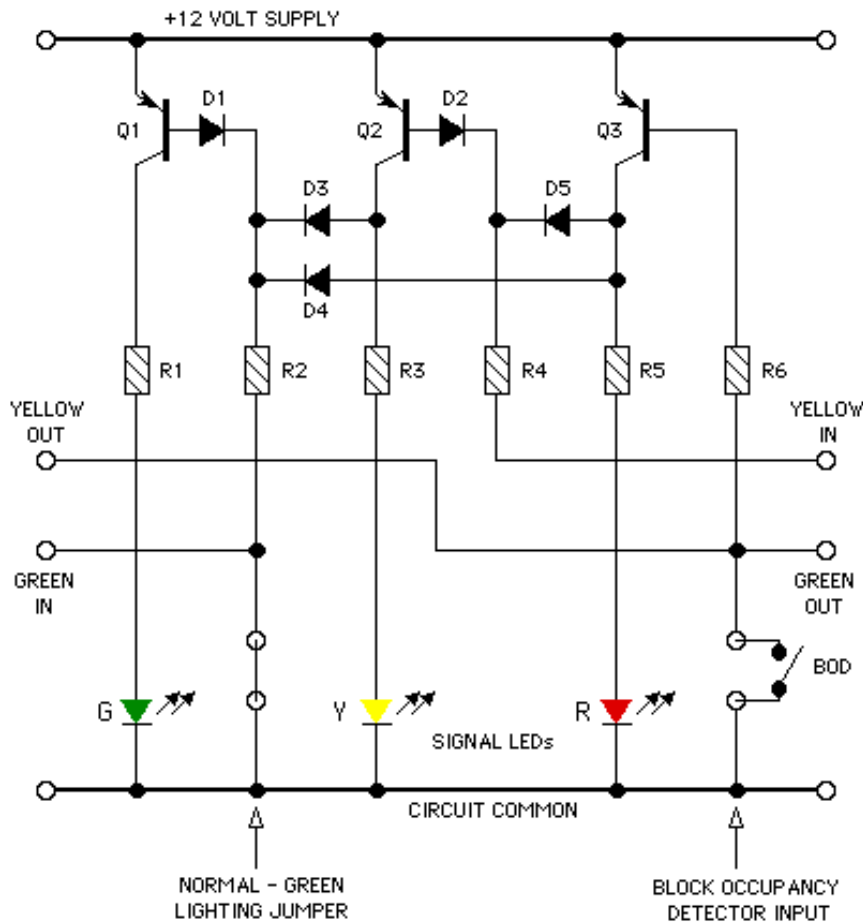 +12 VOLT SUPPLY
D1
D2
Q1
Q2
Q3
D3
D5
D4
R1
R2
R3
R4
R5
R6
YELLOW
OUT
YELLOW
IN
GREEN
IN
GREEN
OUT
BOD
G
Y
R
SIGNAL LEDs
CIRCUIT COMMON
NORMAL - GREEN
LIGHTING JUMPER
BLOCK OCCUPANCY
DETECTOR INPUT